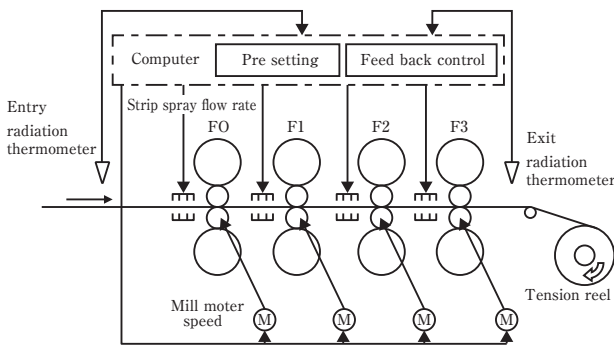 Computer
Pre setting
Feed back control
Entry
radiation
thermometer
Strip spray flow rate
FO
F1
F2
F3
Exit
radiation
thermometer
Mill moter
speed
M
M
M
M
Tension reel